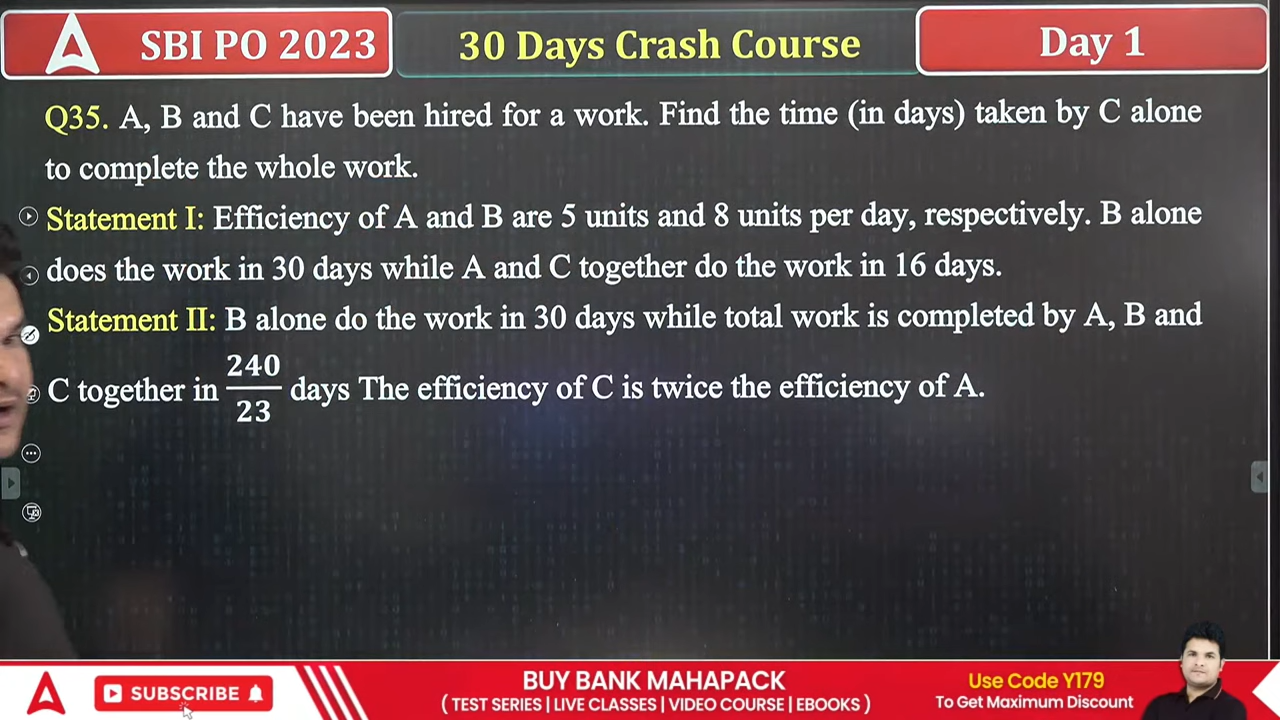 SBI PO 2023
30 Days Crash Course
Day 1
Q35. A, B and C have been hired for a work. Find the time (in days) taken by C alone
to complete the whole work.
Statement I: Efficiency of A and B are 5 units and 8 units per day, respectively. B alone
does the work in 30 days while A and C together do the work in 16 days.
Statement II: B alone do the work in 30 days while total work is completed by A, B and
C together in 240/23 days The efficiency of C is twice the efficiency of A.
SUBSCRIBE
BUY BANK MAHAPACK
( TEST SERIES | LIVE CLASSES | VIDEO COURSE | EBOOKS )
Use Code Y179
To Get Maximum Discount